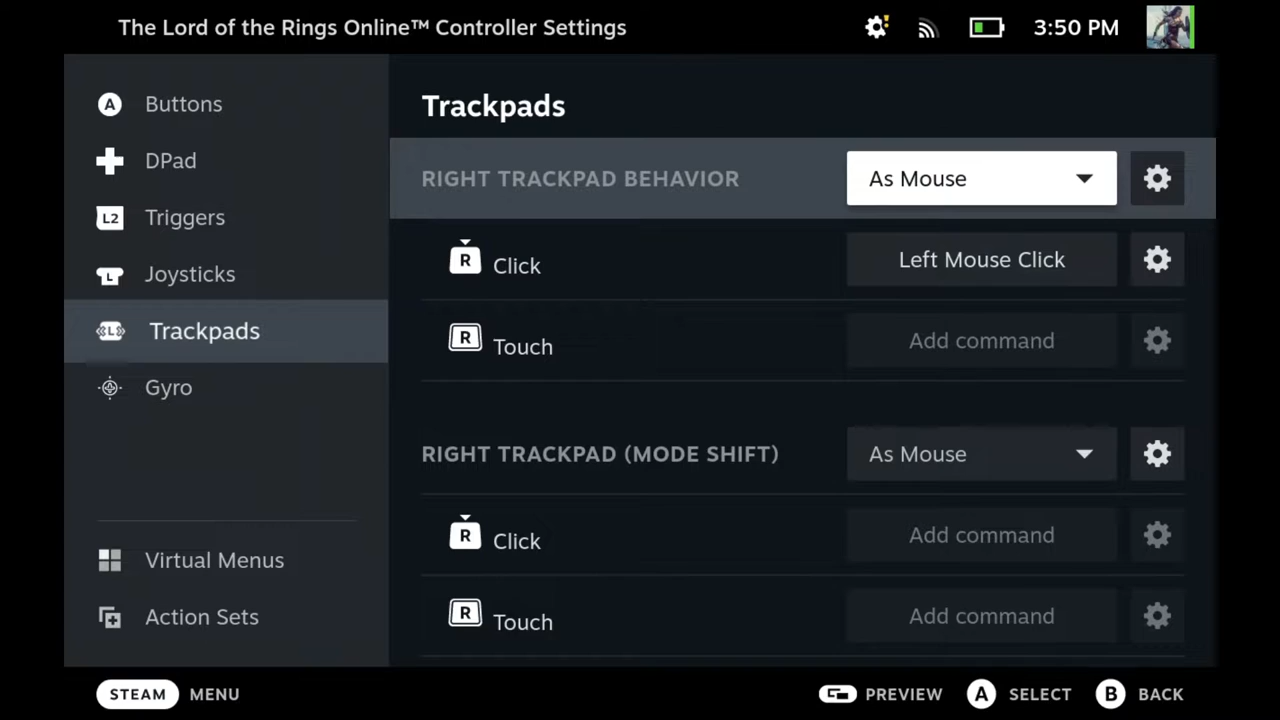 The Lord of the Rings Online™ Controller Settings
3:50 PM
A Buttons
DPad
L2 Triggers
L Joysticks
L Trackpads
Gyro
Virtual Menus
Action Sets
Trackpads
RIGHT TRACKPAD BEHAVIOR As Mouse
R Click Left Mouse Click
R Touch Add command
RIGHT TRACKPAD (MODE SHIFT) As Mouse
R Click Add command
R Touch Add command
STEAM MENU PREVIEW A SELECT B BACK